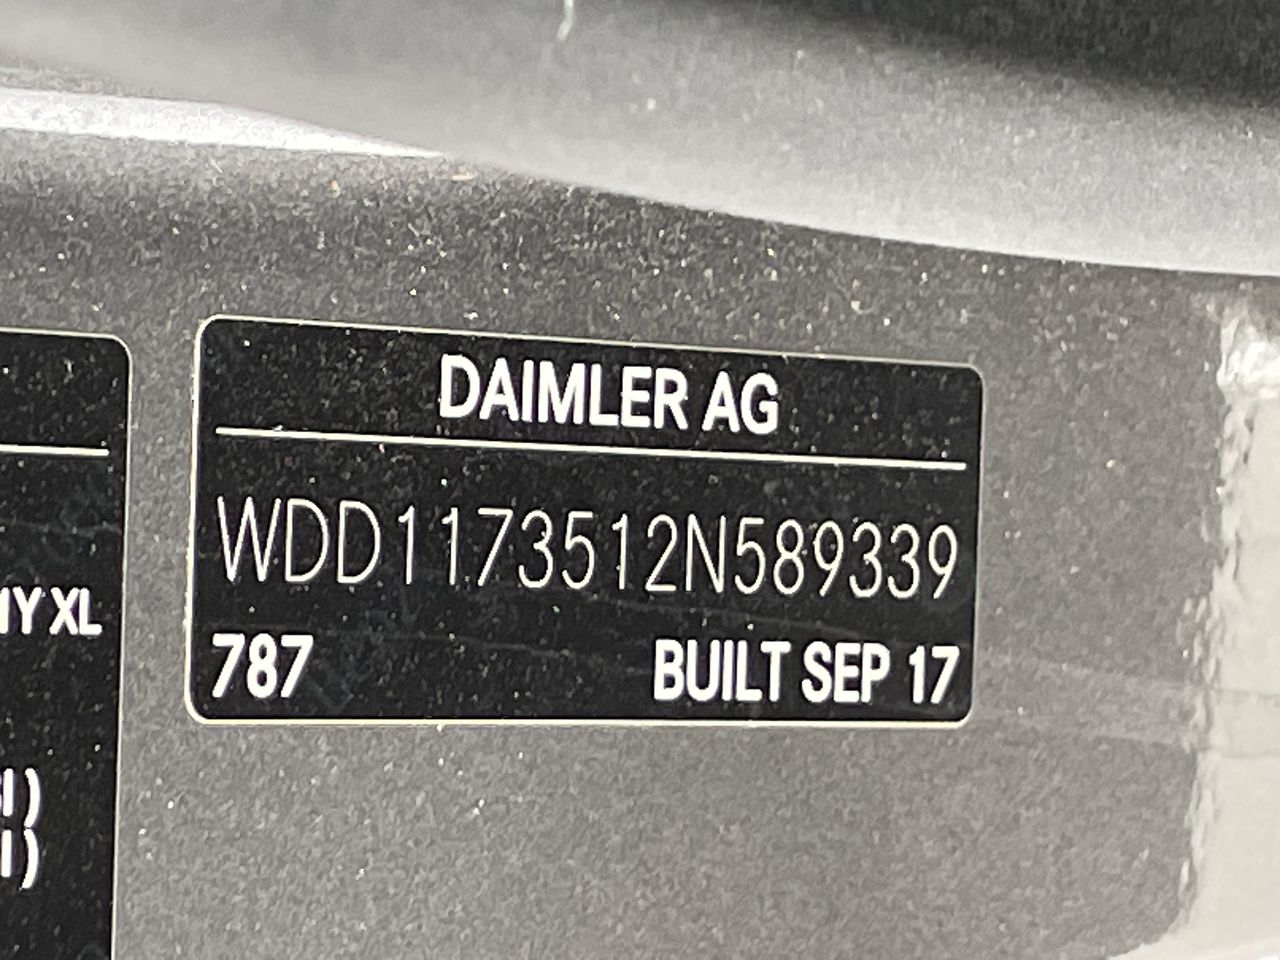 DAIMLER AG
WDD1173512N589339
787 BUILT SEP 17
XL